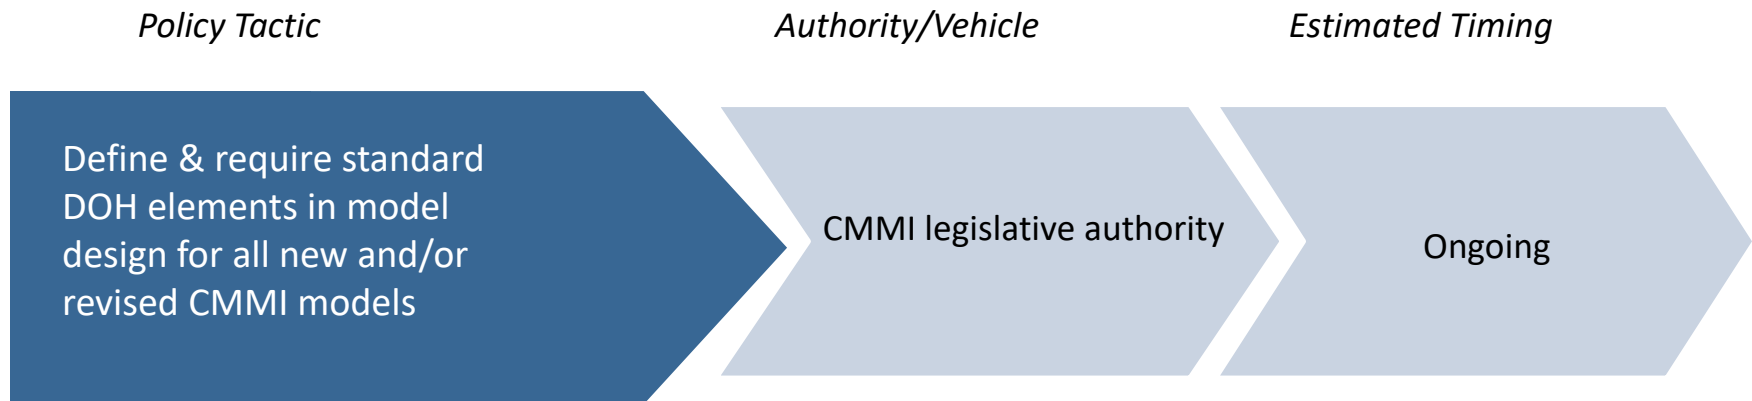 Policy Tactic
Authority/Vehicle
Estimated Timing
Define & require standard
DOH elements in model
design for all new and/or
revised CMMI models
CMMI legislative authority
Ongoing